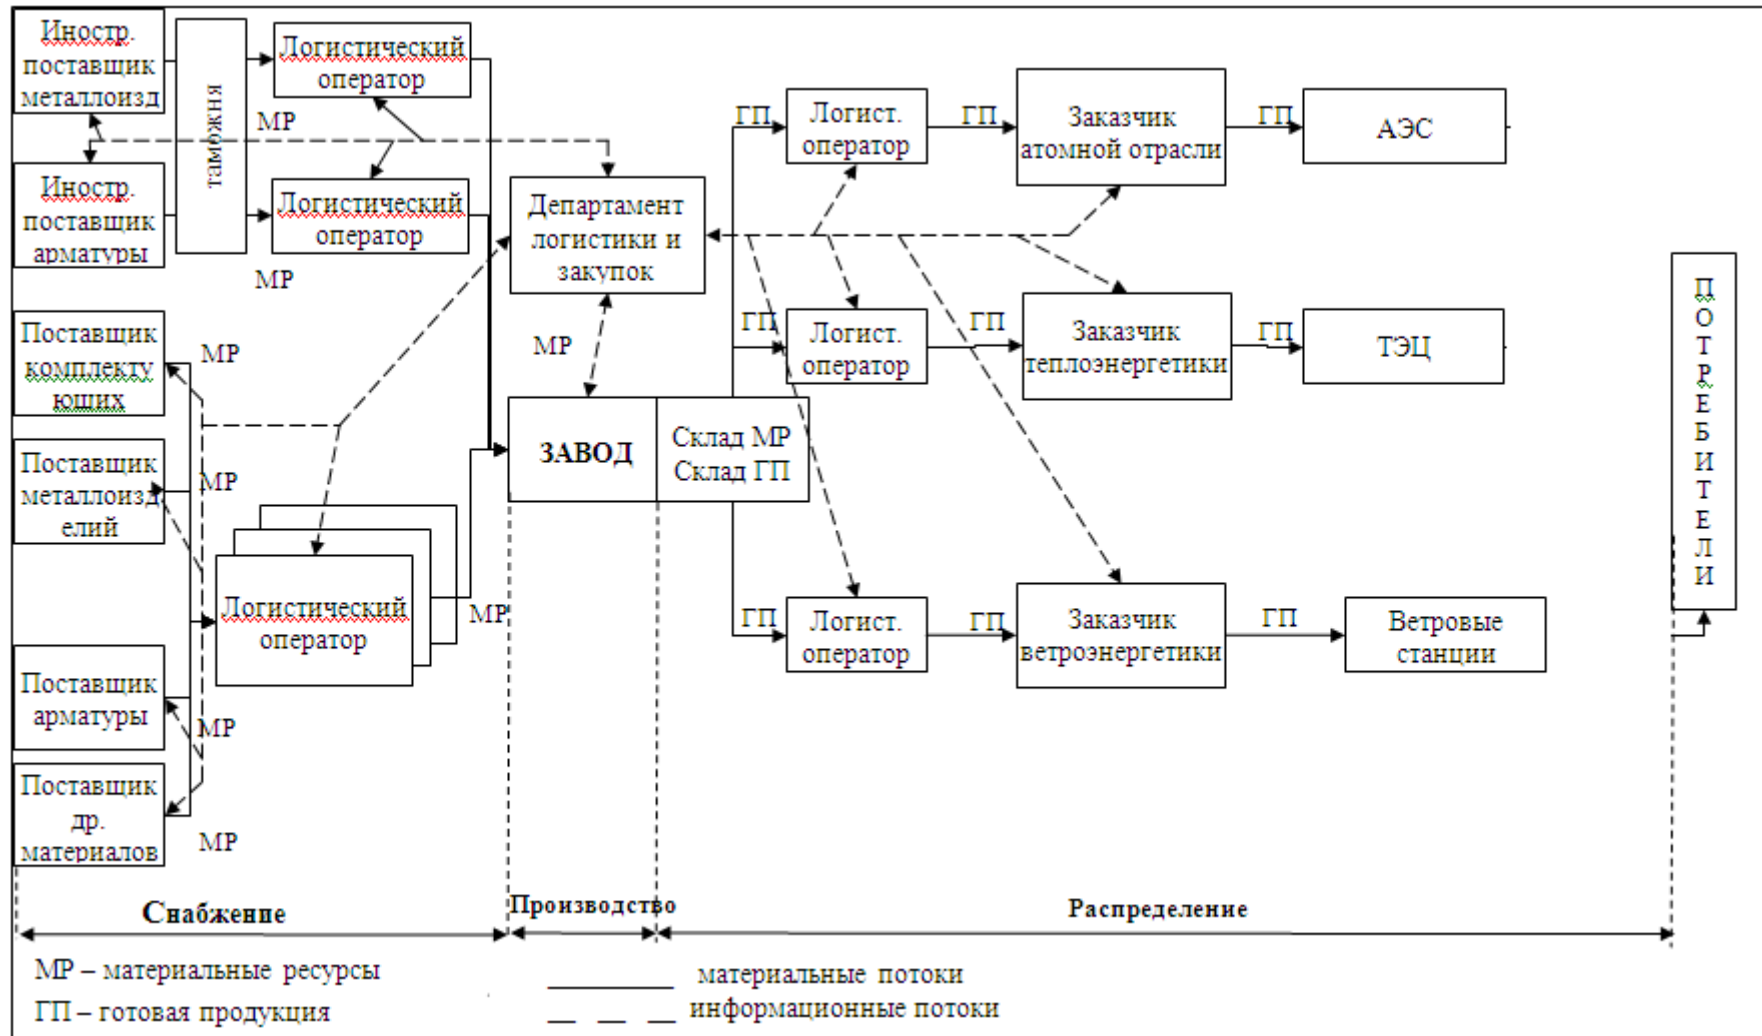 Иностр.
поставщик
металлоизд
таможня
Логистический
оператор
МР
Иностр.
поставщик
арматуры
Логистический
оператор
МР
Поставщик
комплекту
ющих
МР
Поставщик
металлоизд
елий
МР
Логистический
оператор
МР
Поставщик
арматуры
МР
Поставщик
др.
материалов
МР
Департамент
логистики и
закупок
МР
ЗАВОД
Склад МР
Склад ГП
ГП
Логист.
оператор
ГП
Заказчик
атомной отрасли
ГП
АЭС
ГП
Логист.
оператор
ГП
Заказчик
теплоэнергетики
ГП
ТЭЦ
ГП
Логист.
оператор
ГП
Заказчик
ветроэнергетики
ГП
Ветровые
станции
П
О
Т
Р
Е
Б
И
Т
Е
Л
И
Снабжение
Производство
Распределение
МР – материальные ресурсы
ГП – готовая продукция
материальные потоки
информационные потоки